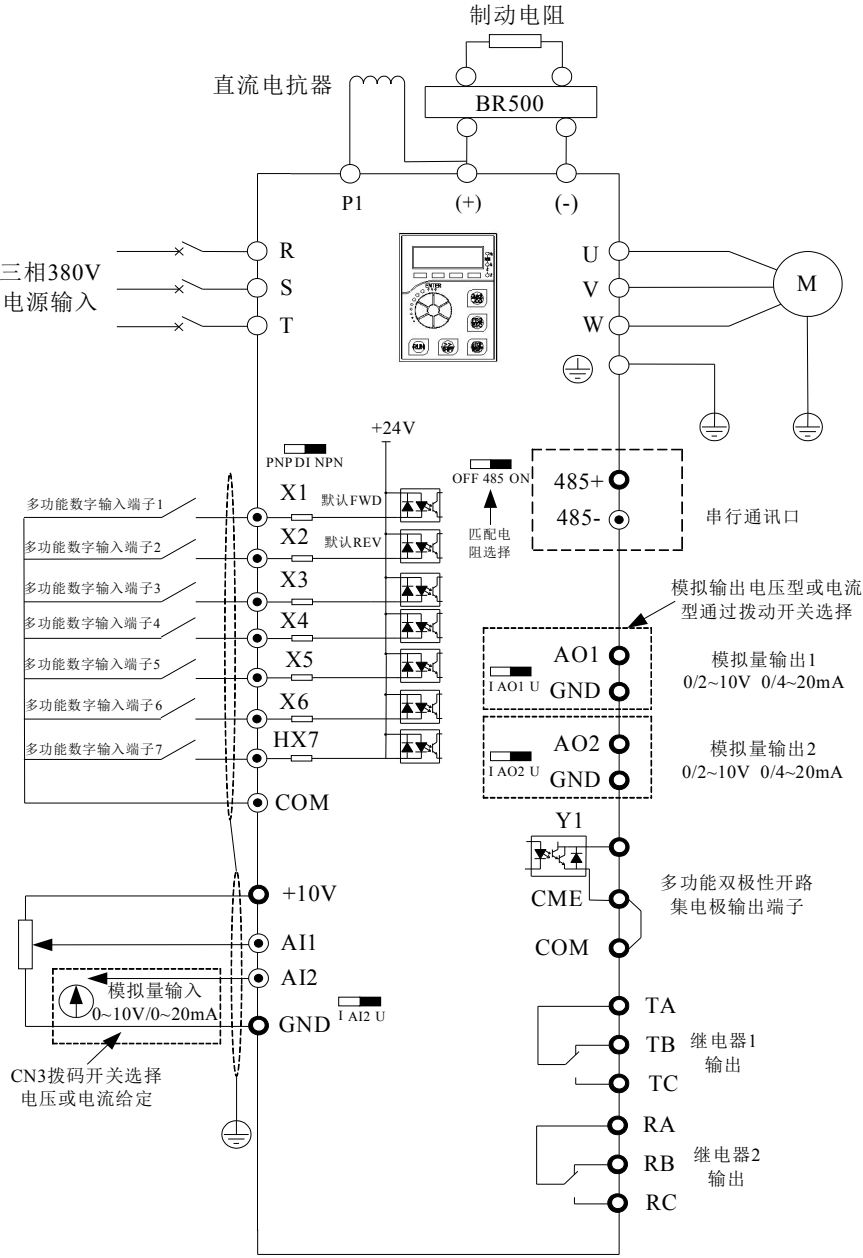 制动电阻
直流电抗器
BR500
P1
(+)
(-)
三相380V
电源输入
R
S
T
ENTER
RUN
U
V
W
M
+24V
PNP DI NPN
OFF 485 ON
匹配电
阻选择
485+
485-
串行通讯口
多功能数字输入端子1
X1
默认FWD
多功能数字输入端子2
X2
默认REV
多功能数字输入端子3
X3
多功能数字输入端子4
X4
多功能数字输入端子5
X5
多功能数字输入端子6
X6
多功能数字输入端子7
HX7
COM
模拟输出电压型或电流
型通过拨动开关选择
AO1
I AO1 U
GND
模拟量输出1
0/2~10V 0/4~20mA
AO2
I AO2 U
GND
模拟量输出2
0/2~10V 0/4~20mA
Y1
CME
COM
多功能双极性开路
集电极输出端子
+10V
AI1
AI2
模拟量输入
0~10V/0~20mA
GND
I AI2 U
CN3拨码开关选择
电压或电流给定
TA
TB
TC
继电器1
输出
RA
RB
RC
继电器2
输出